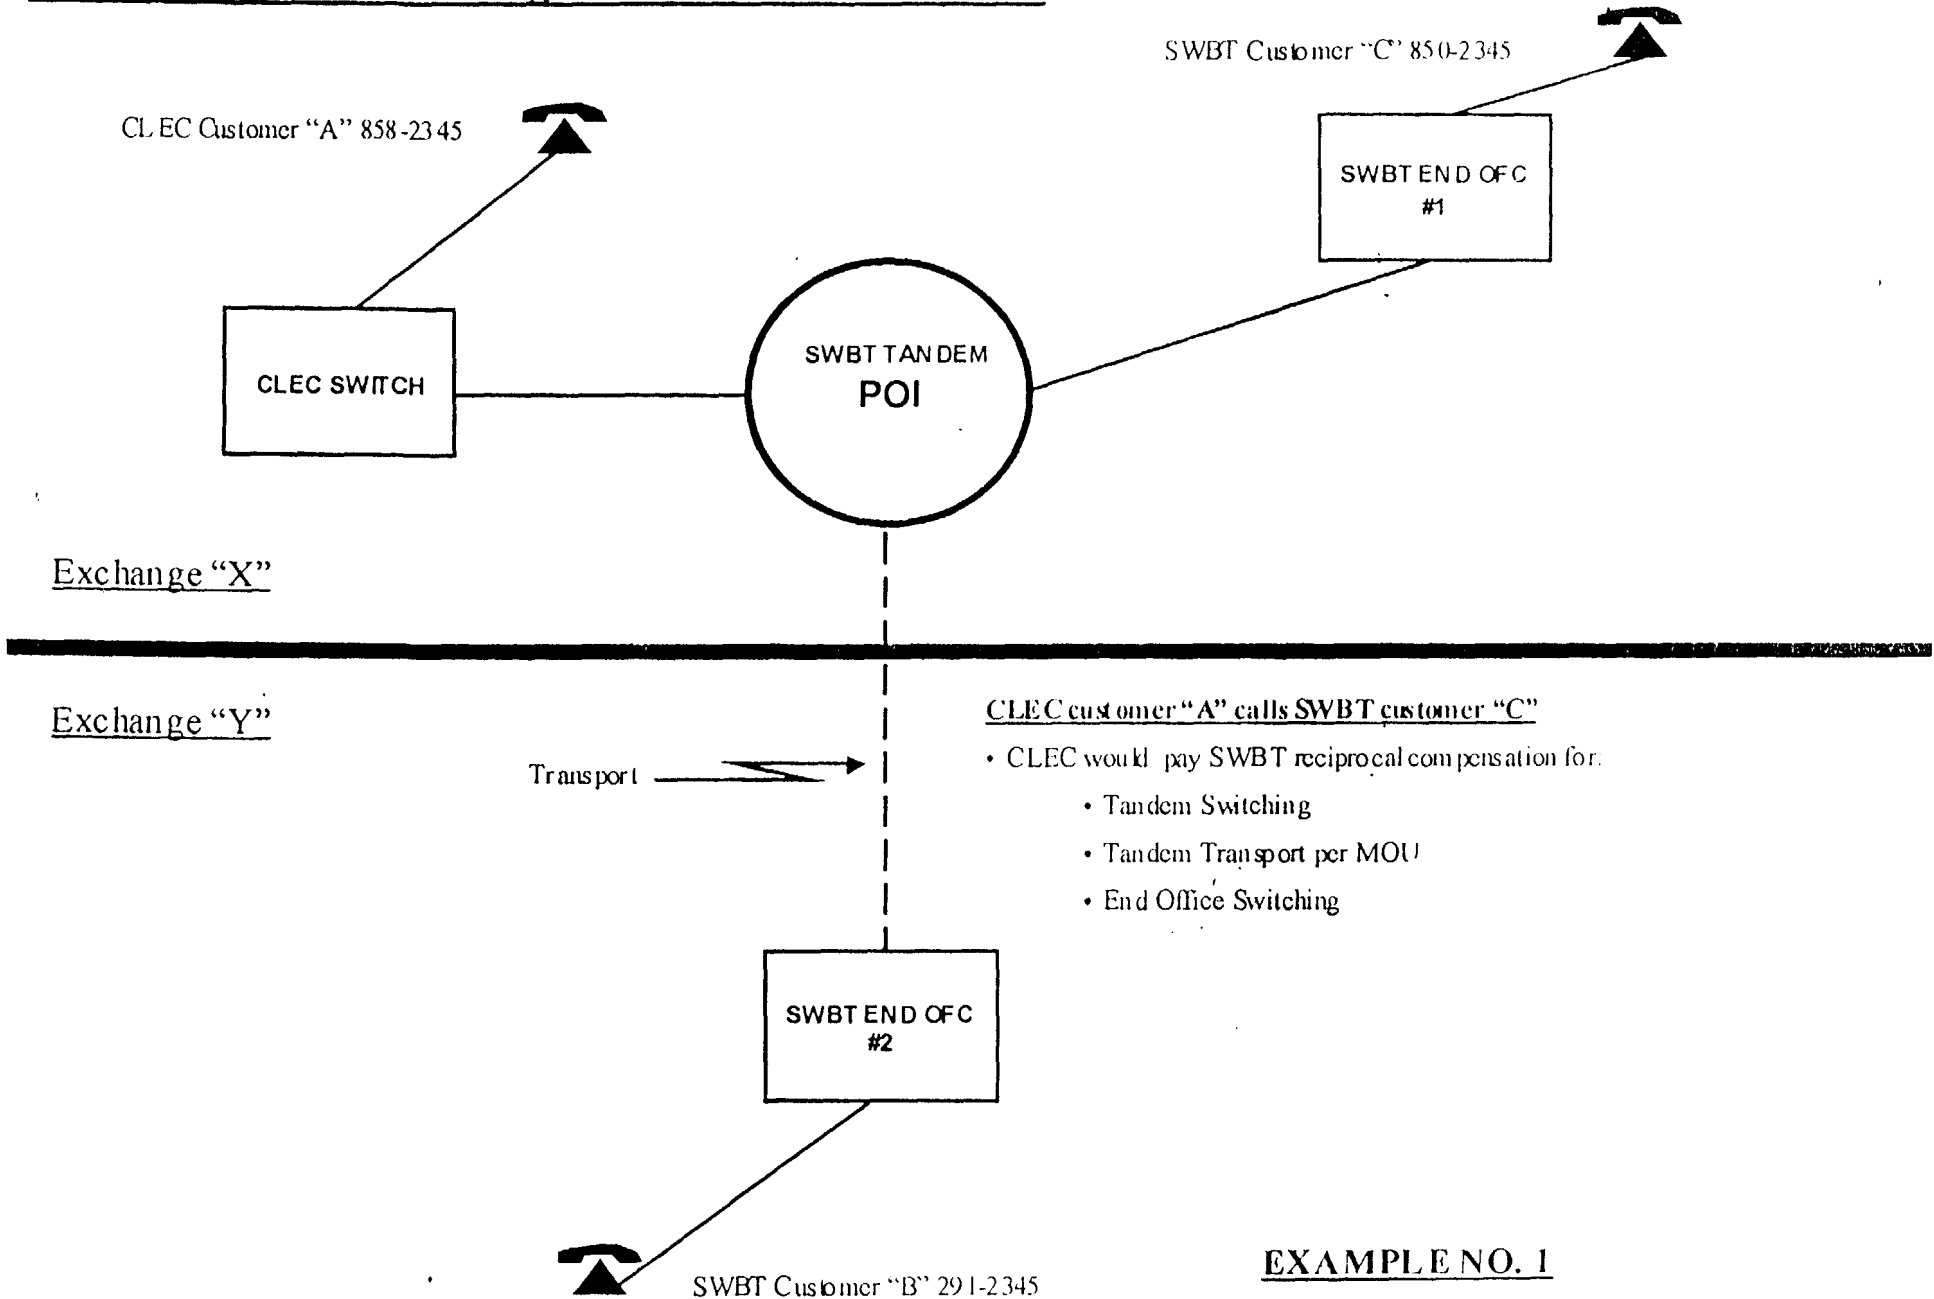 SWBT Customer “C” 850-2345
CLEC Customer “A” 858-2345
SWBT END OFC
#1
SWBT TANDEM
POI
CLEC SWITCH
Exchange “X”
Exchange “Y”
CLEC customer “A” calls SWBT customer “C”
• CLEC would pay SWBT reciprocal compensation for:
Transport
• Tandem Switching
• Tandem Transport per MOU
• End Office Switching
SWBT END OFC
#2
EXAMPLE NO. 1
SWBT Customer “B” 291-2345